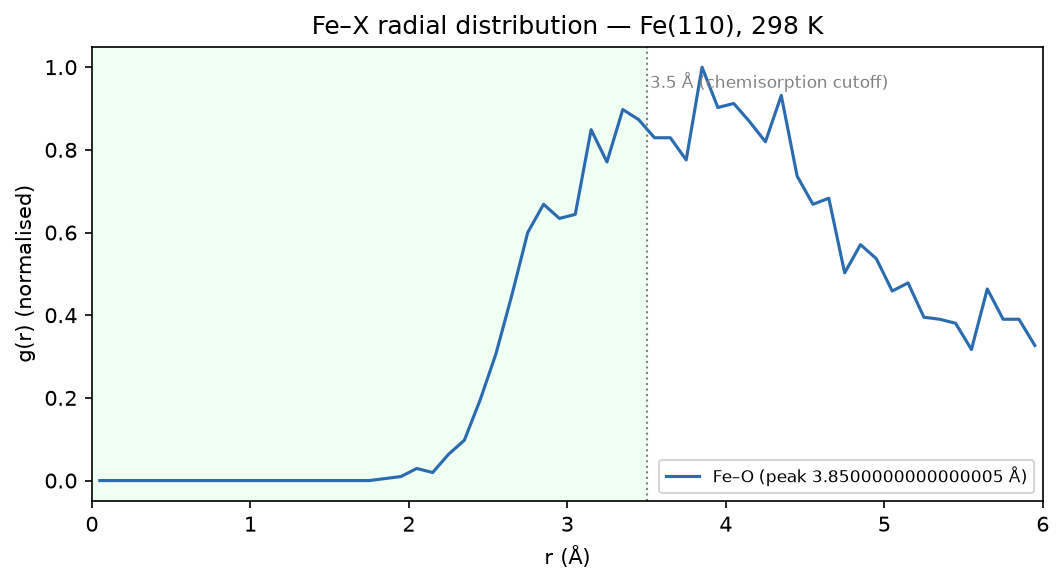 Fe–X radial distribution — Fe(110), 298 K
3.5 Å (chemisorption cutoff)
g(r) (normalised)
1.0
0.8
0.6
0.4
0.2
0.0
Fe–O (peak 3.8500000000000005 Å)
0 1 2 3 4 5 6
r (Å)